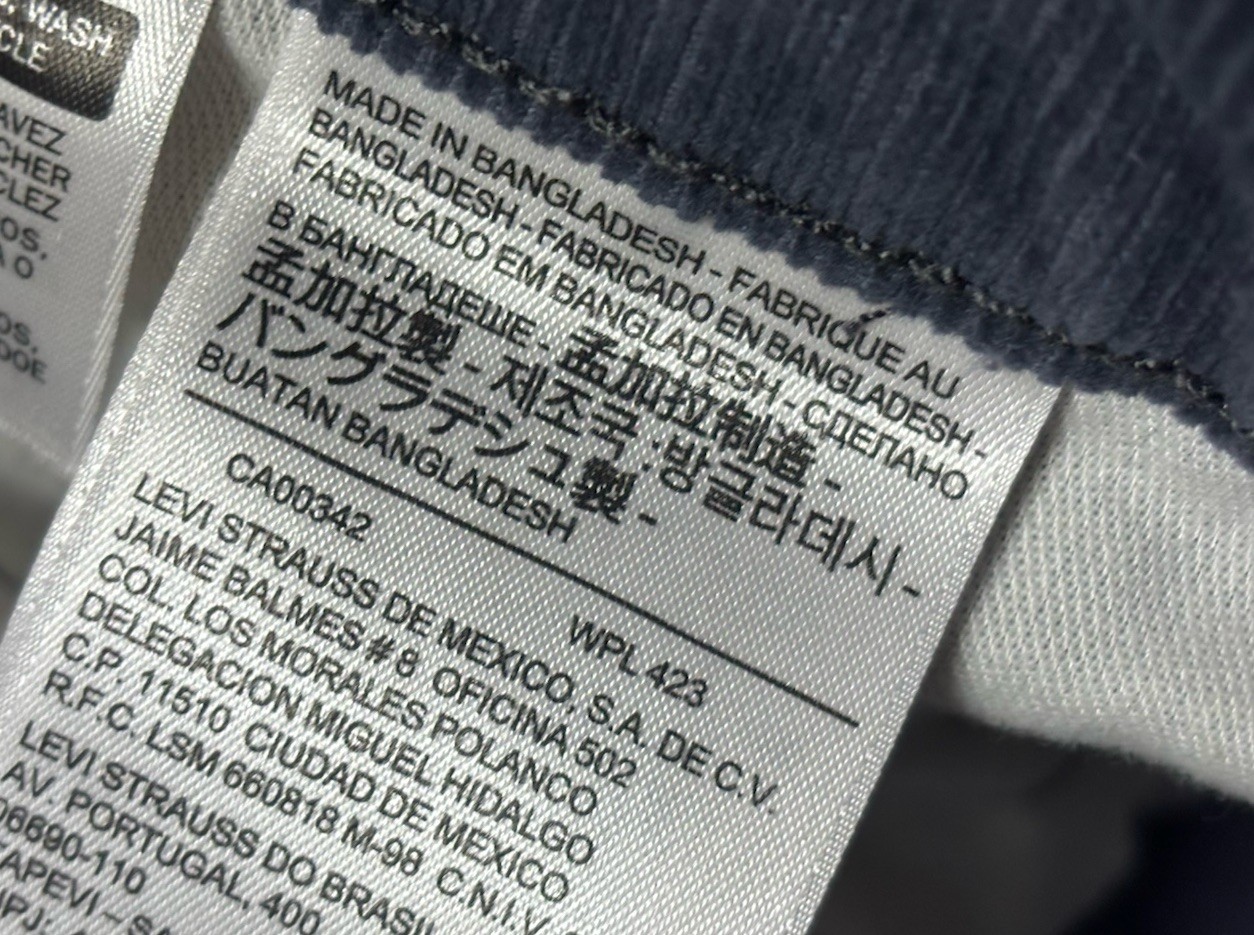 WASH
CLE
AVEZ
CHER
CLEZ
OS,
A O
OS,
OOE
MADE IN BANGLADESH - FABRIQUE AU
BANGLADESH - FABRICADO EN BANGLADESH -
FABRICADO EM BANGLADESH - СДЕЛАНО
В БАНГЛАДЕШЕ - 孟加拉制造 -
孟加拉製 - 제조국 : 방글라데시 -
バングラデシュ製 -
BUATAN BANGLADESH
CA00342 WPL 423
LEVI STRAUSS DE MEXICO, S.A. DE C.V.
JAIME BALMES # 8 OFICINA 502
COL. LOS MORALES POLANCO
DELEGACION MIGUEL HIDALGO
C.P. 11510 CIUDAD DE MEXICO
R.F.C. LSM 660818 M-98 C.N.I.V.
LEVI STRAUSS DO BRASIL
AV. PORTUGAL, 400
06690-110
APEVI – SA
PJ: